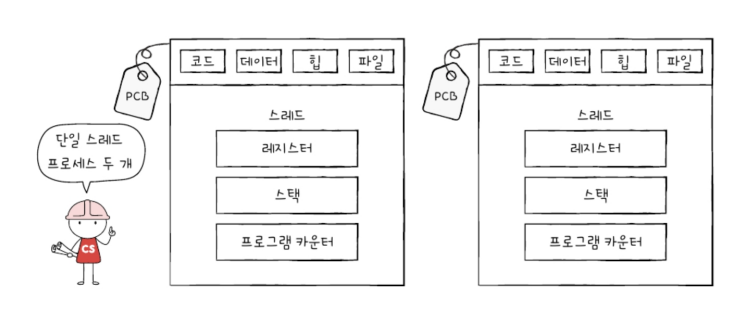 코드 데이터 힙 파일
PCB
스레드
레지스터
스택
프로그램 카운터
단일 스레드
프로세스 두 개
CS
코드 데이터 힙 파일
PCB
스레드
레지스터
스택
프로그램 카운터